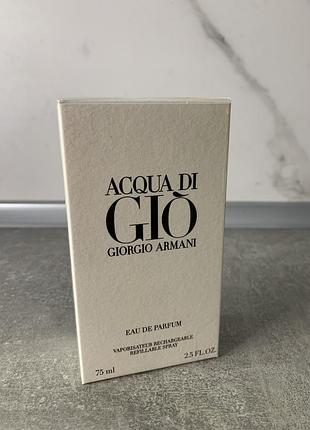 ACQUA DI
GIÒ
GIORGIO ARMANI
EAU DE PARFUM
VAPORISATEUR RECHARGEABLE
REFILLABLE SPRAY
75 ml 2.5 FL.OZ